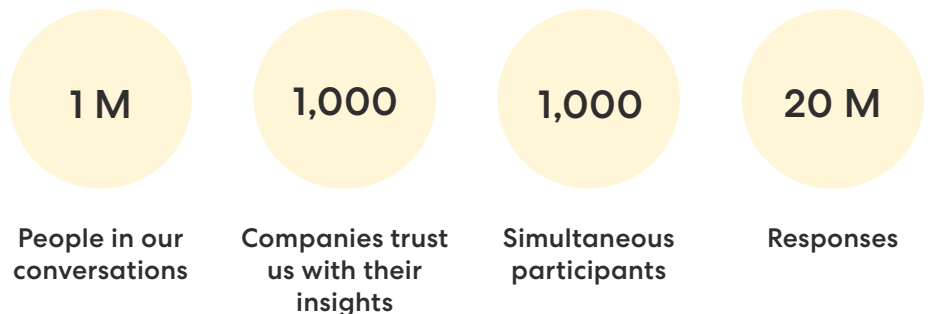 1 M
People in our
conversations
1,000
Companies trust
us with their
insights
1,000
Simultaneous
participants
20 M
Responses